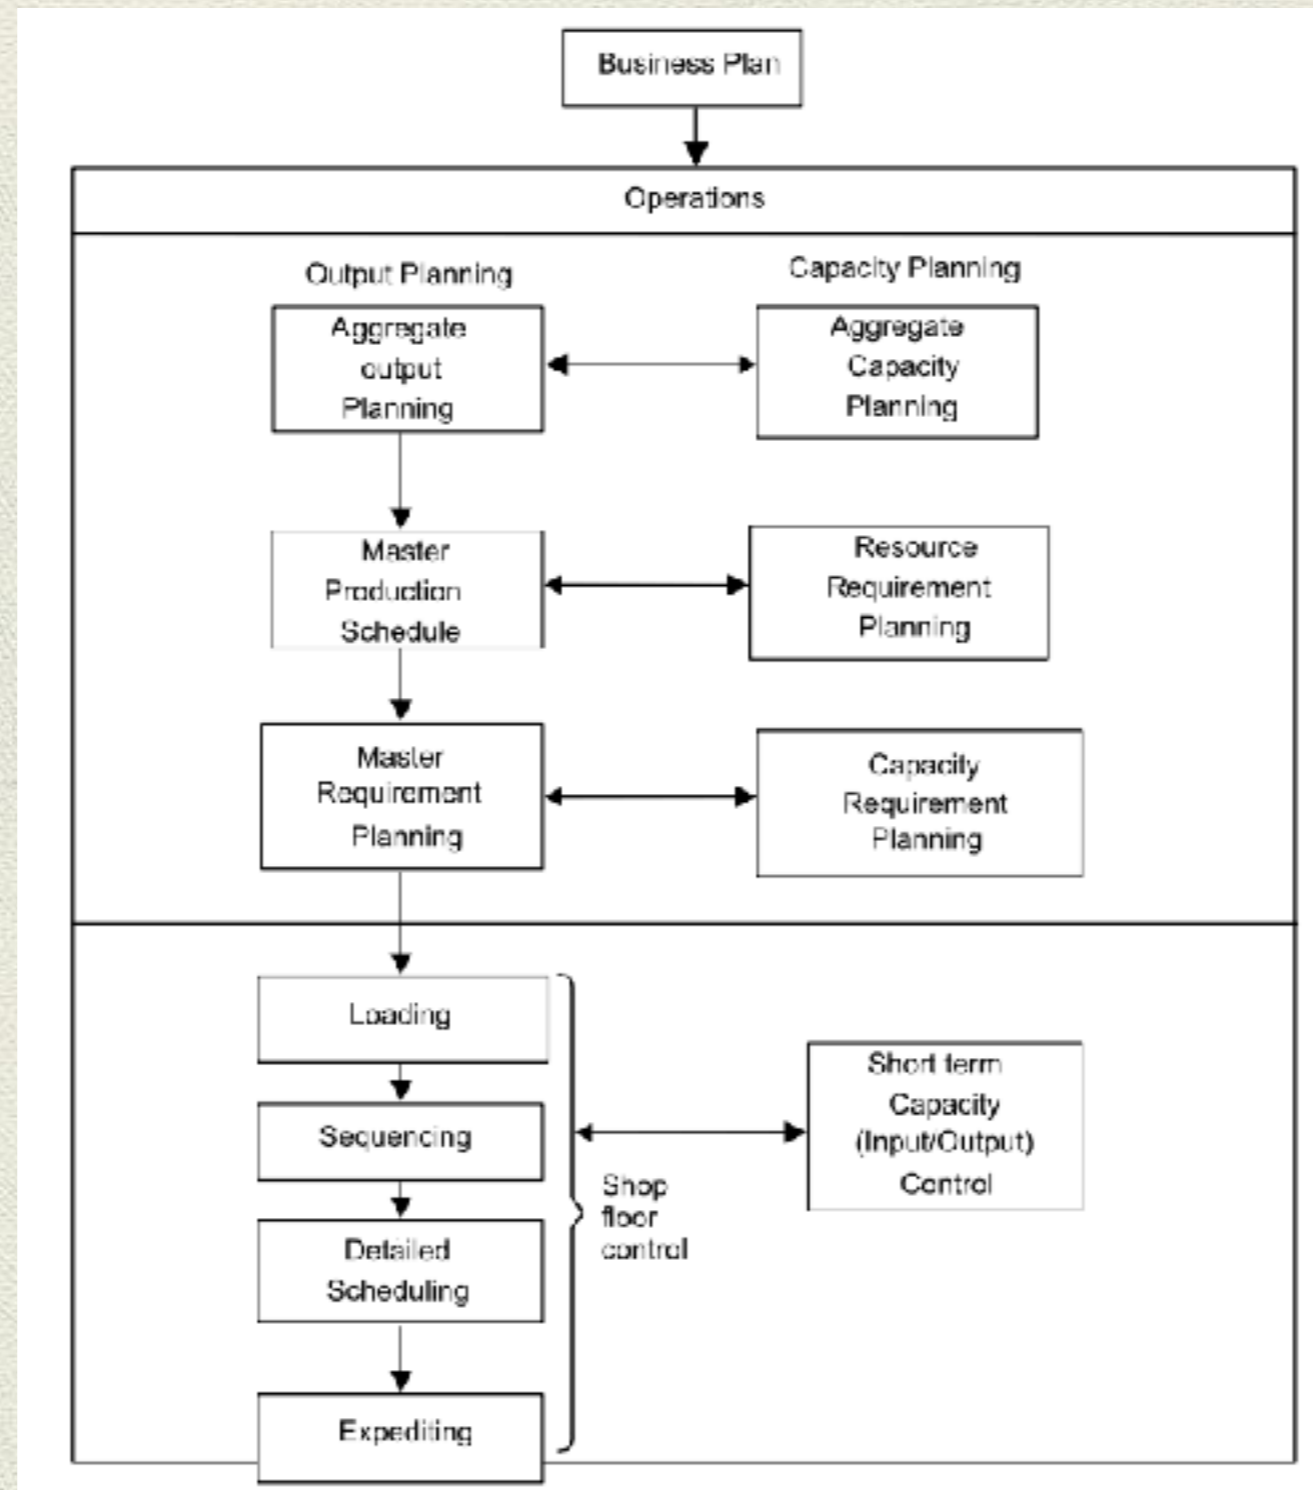 Business Plan
Operations
Output Planning
Capacity Planning
Aggregate
output
Planning
Aggregate
Capacity
Planning
Master
Production
Schedule
Resource
Requirement
Planning
Master
Requirement
Planning
Capacity
Requirement
Planning
Loading
Sequencing
Detailed
Scheduling
Expediting
Shop
floor
control
Short term
Capacity
(Input/Output)
Control